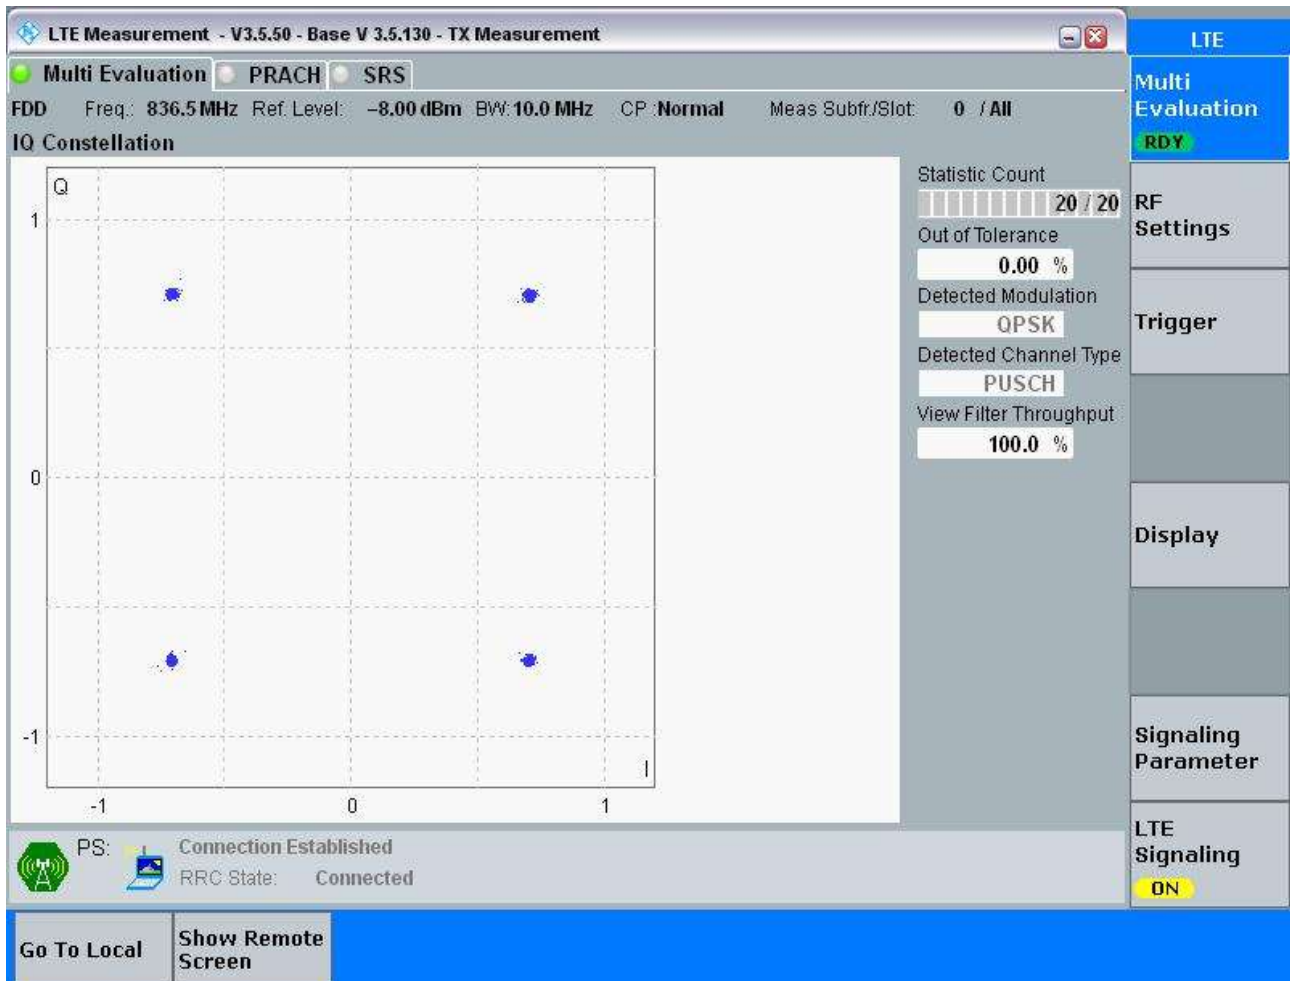 LTE Measurement - V3.5.50 - Base V 3.5.130 - TX Measurement
Multi Evaluation PRACH SRS
FDD Freq.: 836.5 MHz Ref. Level: -8.00 dBm BW: 10.0 MHz CP :Normal Meas Subfr./Slot: 0 / All
IQ Constellation
Q
1
0
-1
I
-1 0 1
Statistic Count
20 / 20
Out of Tolerance
0.00 %
Detected Modulation
QPSK
Detected Channel Type
PUSCH
View Filter Throughput
100.0 %
PS: Connection Established
RRC State: Connected
LTE
Multi
Evaluation
RDY
RF
Settings
Trigger
Display
Signaling
Parameter
LTE
Signaling
ON
Go To Local
Show Remote
Screen